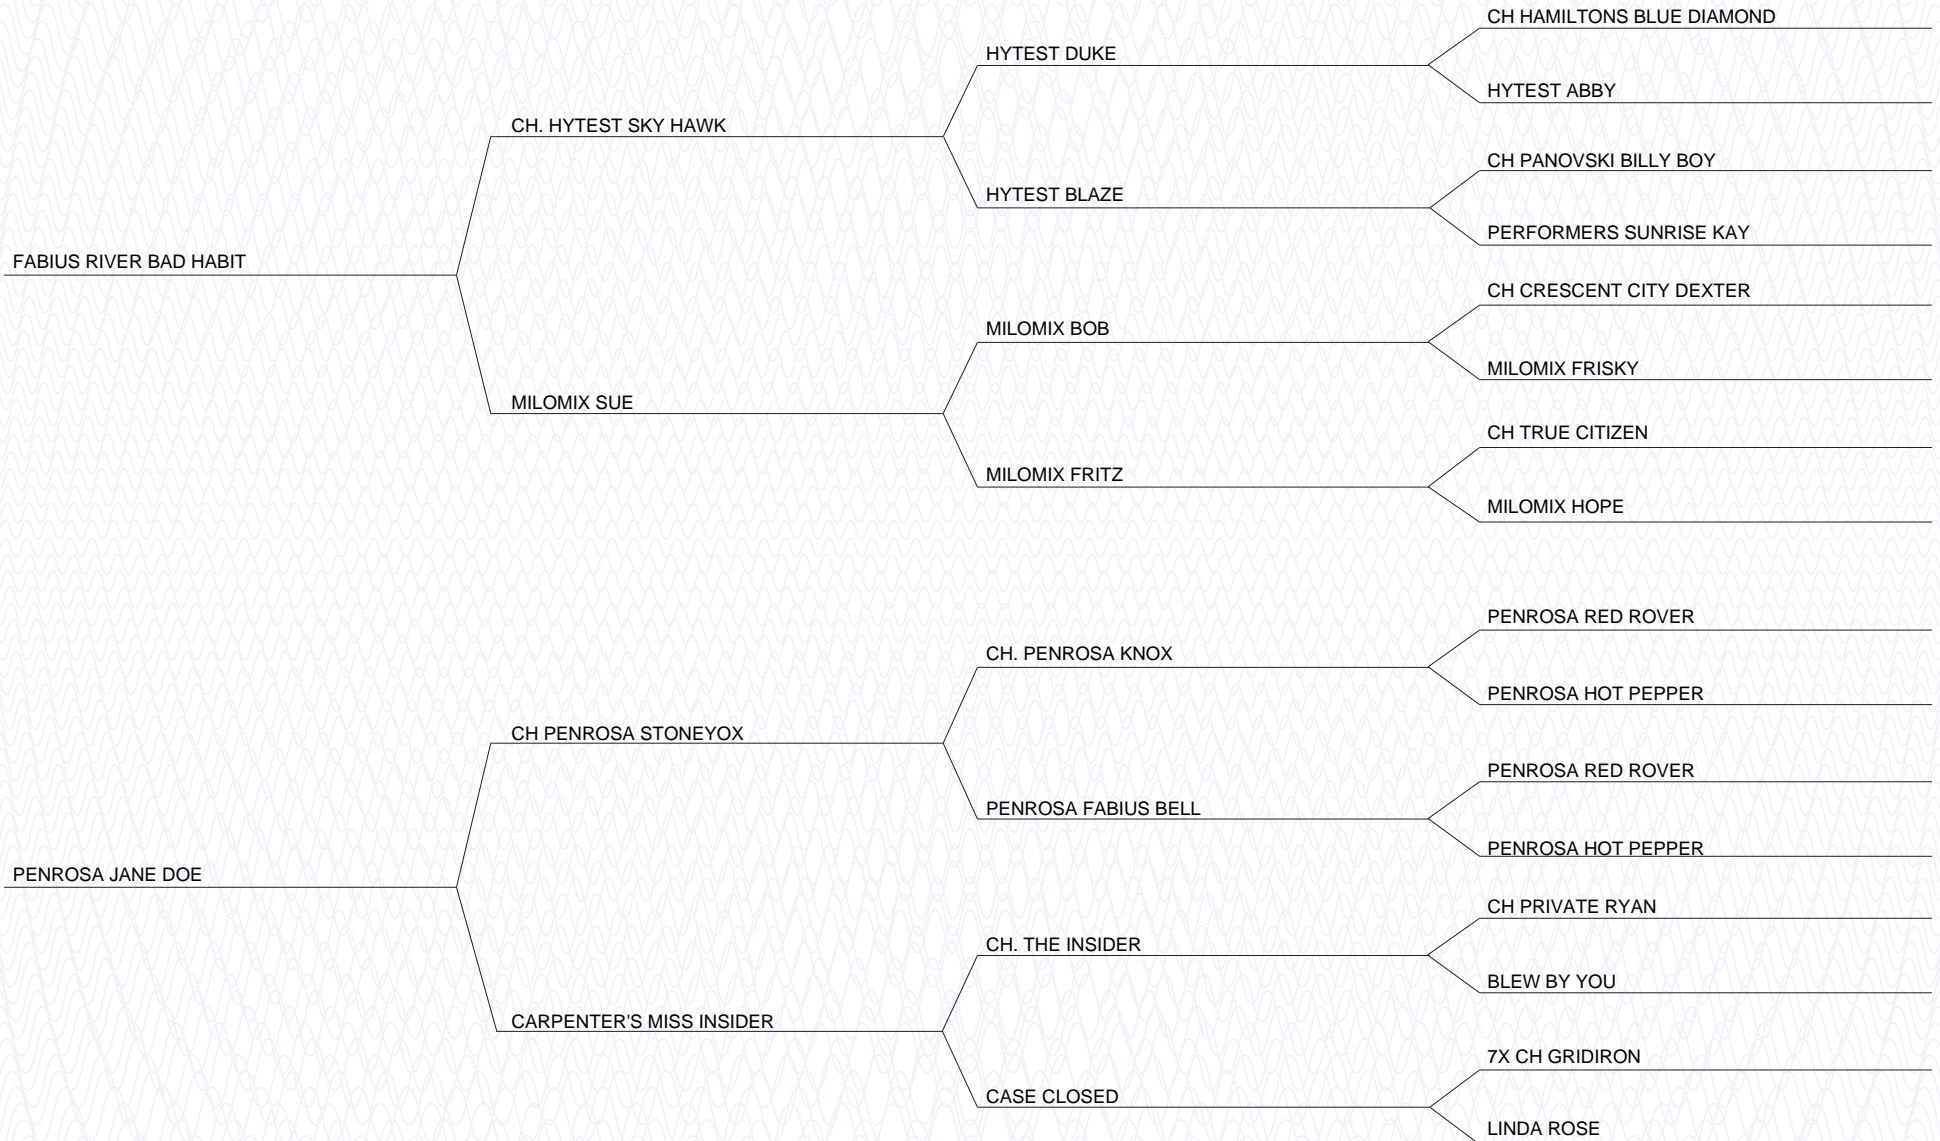 CH HAMILTONS BLUE DIAMOND
HYTEST DUKE
HYTEST ABBY
CH. HYTEST SKY HAWK
CH PANOVSKI BILLY BOY
HYTEST BLAZE
PERFORMERS SUNRISE KAY
FABIUS RIVER BAD HABIT
CH CRESCENT CITY DEXTER
MILOMIX BOB
MILOMIX FRISKY
MILOMIX SUE
CH TRUE CITIZEN
MILOMIX FRITZ
MILOMIX HOPE
PENROSA RED ROVER
CH. PENROSA KNOX
PENROSA HOT PEPPER
CH PENROSA STONEYOX
PENROSA RED ROVER
PENROSA FABIUS BELL
PENROSA HOT PEPPER
PENROSA JANE DOE
CH PRIVATE RYAN
CH. THE INSIDER
BLEW BY YOU
CARPENTER'S MISS INSIDER
7X CH GRIDIRON
CASE CLOSED
LINDA ROSE